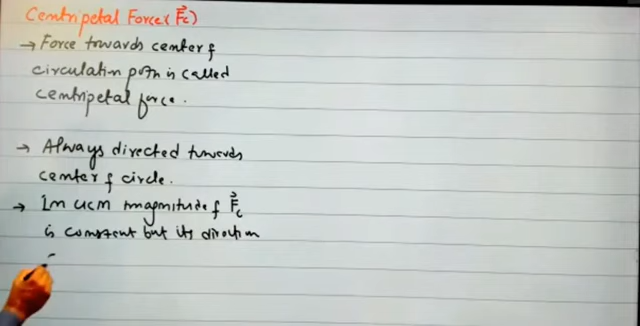 Centripetal Force (F⃗c)
→ Force towards center of
circulation path is called
centripetal force.
→ Always directed towards
center of circle.
→ In UCM magnitude of F⃗c
is constant but its direction